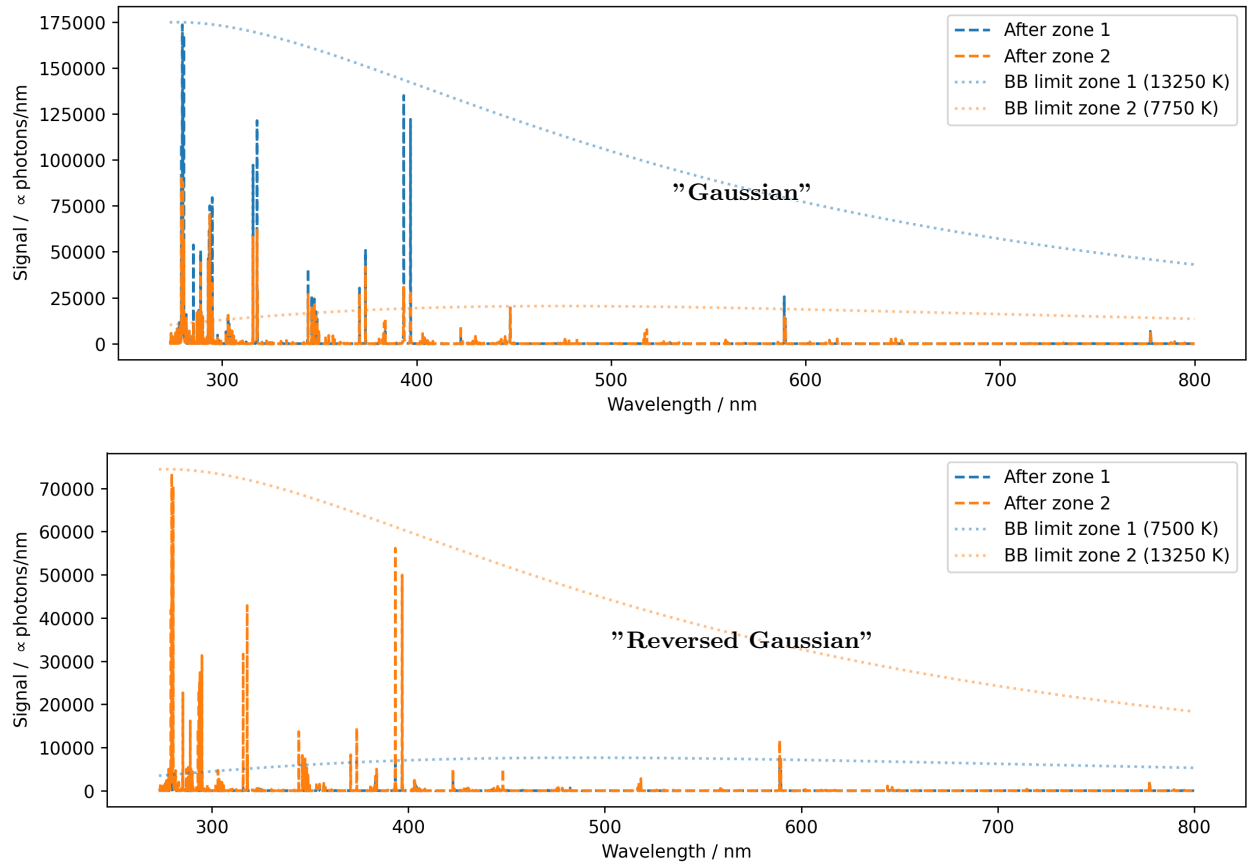 175000
150000
125000
100000
75000
50000
25000
0
Signal / ∝ photons/nm
After zone 1
After zone 2
BB limit zone 1 (13250 K)
BB limit zone 2 (7750 K)
"Gaussian"
300 400 500 600 700 800
Wavelength / nm
70000
60000
50000
40000
30000
20000
10000
0
Signal / ∝ photons/nm
After zone 1
After zone 2
BB limit zone 1 (7500 K)
BB limit zone 2 (13250 K)
"Reversed Gaussian"
300 400 500 600 700 800
Wavelength / nm